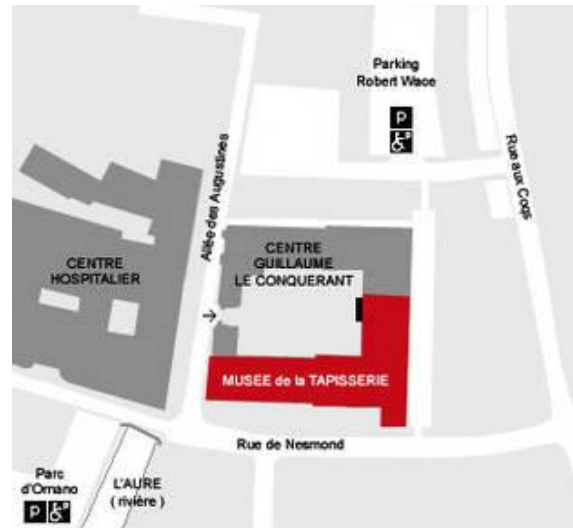 Parking
Robert Wace
P
P
Rue aux Coqs
Allée des Augustines
CENTRE
HOSPITALIER
CENTRE
GUILLAUME
LE CONQUERANT
MUSEE de la TAPISSERIE
Rue de Nesmond
Parc
d'Ornano
P
P
L'AURE
( rivière )